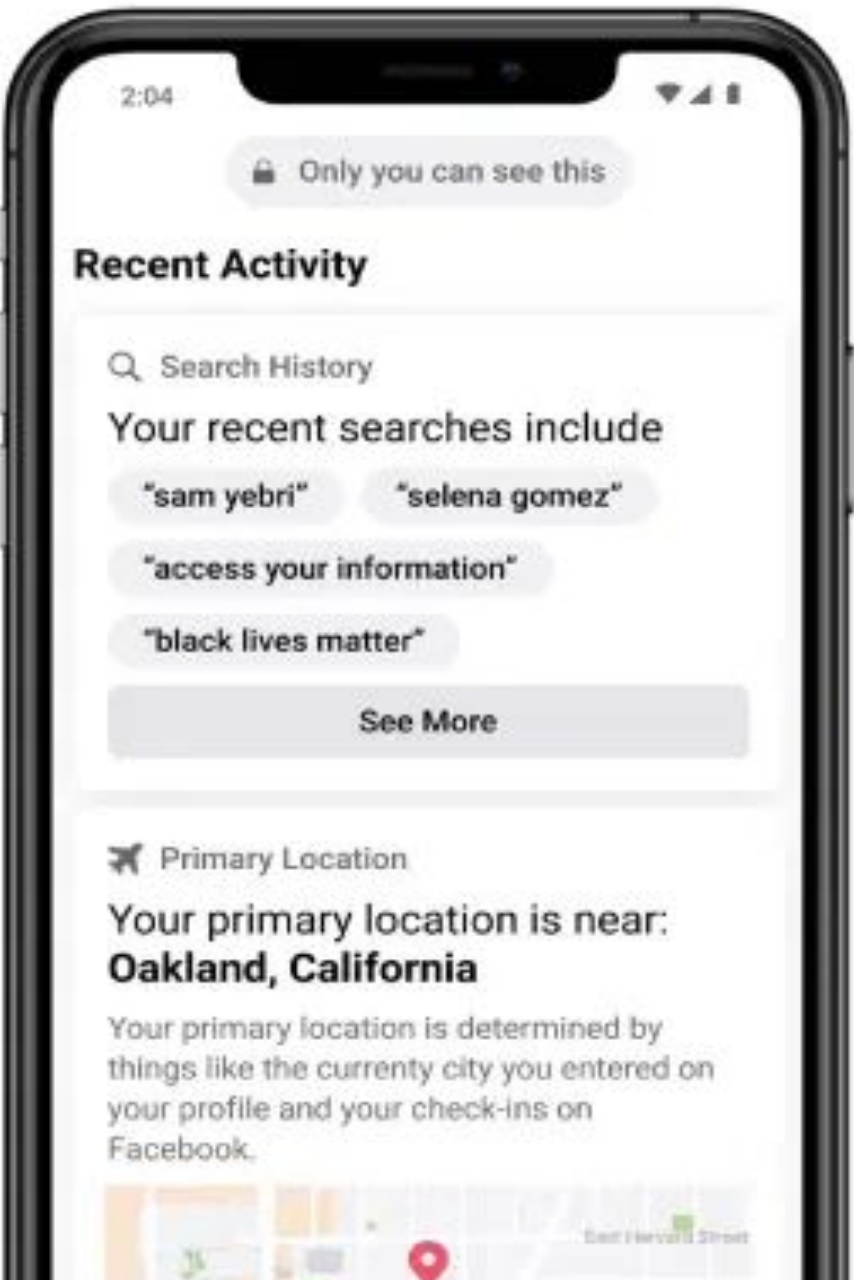 2:04
Only you can see this
Recent Activity
Search History
Your recent searches include
“sam yebri” “selena gomez”
“access your information”
“black lives matter”
See More
Primary Location
Your primary location is near:
Oakland, California
Your primary location is determined by
things like the currenty city you entered on
your profile and your check-ins on
Facebook.
East Harvard Street